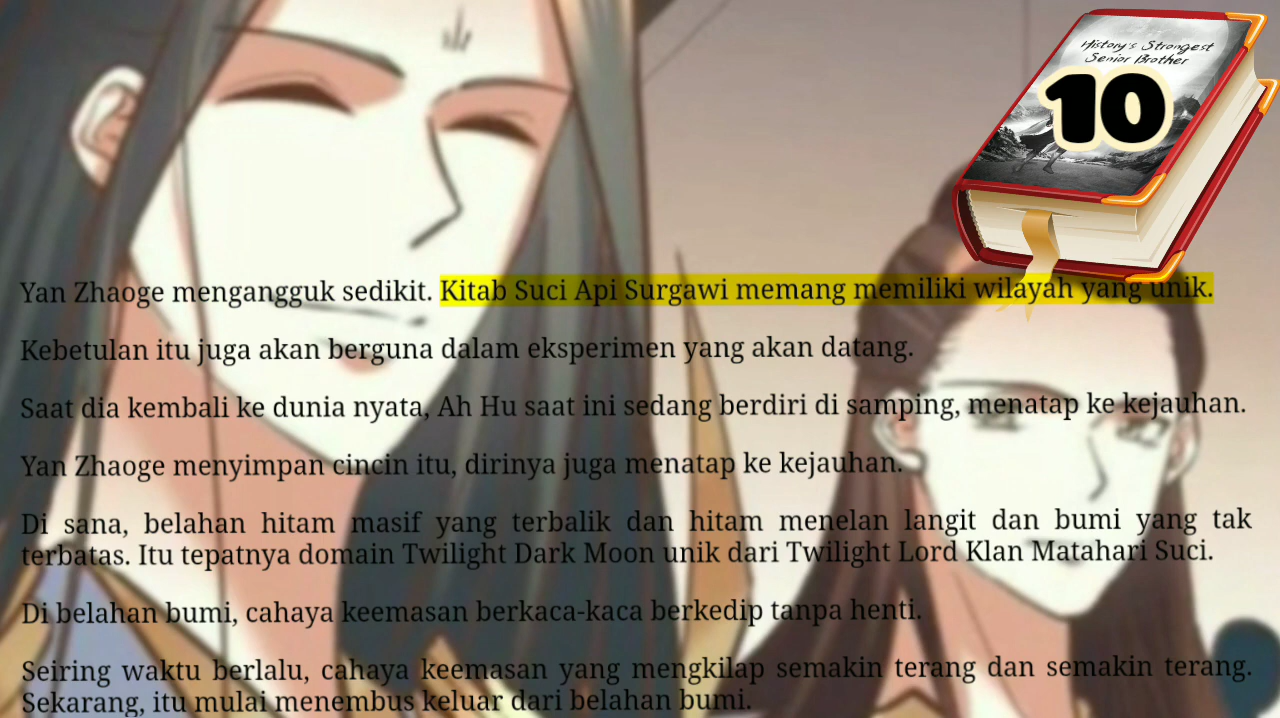 History's Strongest
Senior Brother
10
Yan Zhaoge mengangguk sedikit. Kitab Suci Api Surgawi memang memiliki wilayah yang unik.
Kebetulan itu juga akan berguna dalam eksperimen yang akan datang.
Saat dia kembali ke dunia nyata, Ah Hu saat ini sedang berdiri di samping, menatap ke kejauhan.
Yan Zhaoge menyimpan cincin itu, dirinya juga menatap ke kejauhan.
Di sana, belahan hitam masif yang terbalik dan hitam menelan langit dan bumi yang tak
terbatas. Itu tepatnya domain Twilight Dark Moon unik dari Twilight Lord Klan Matahari Suci.
Di belahan bumi, cahaya keemasan berkaca-kaca berkedip tanpa henti.
Seiring waktu berlalu, cahaya keemasan yang mengkilap semakin terang dan semakin terang.
Sekarang, itu mulai menembus keluar dari belahan bumi.